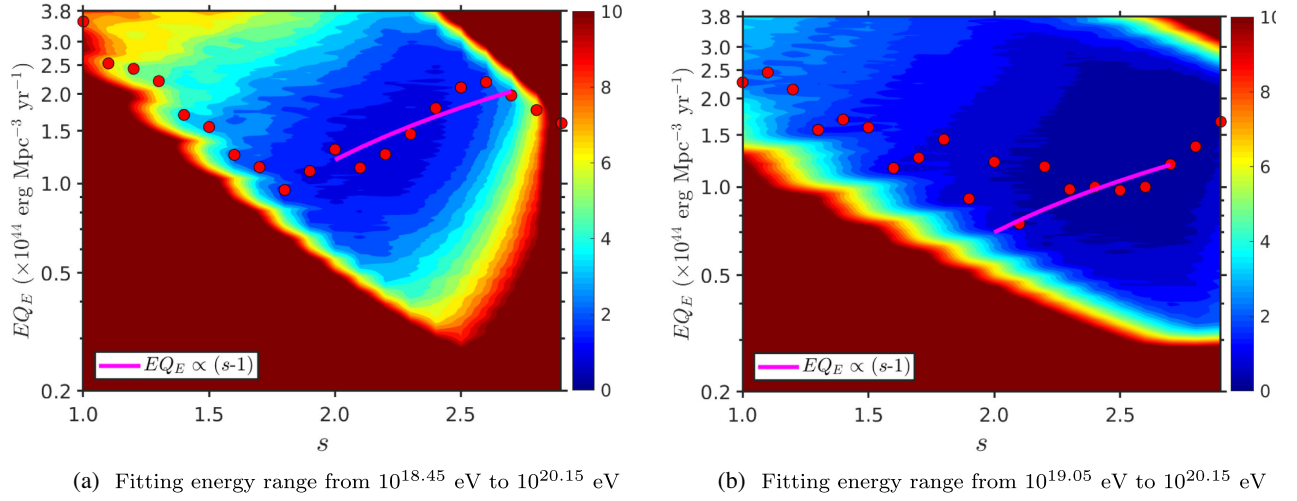 3.8
3.0
2.5
2.0
1.5
1.0
0.5
0.2
EQ_E (×10^44 erg Mpc^−3 yr^−1)
1.0 1.5 2.0 2.5
s
EQ_E ∝ (s-1)
10
8
6
4
2
0
(a) Fitting energy range from 10^18.45 eV to 10^20.15 eV
3.8
3.0
2.5
2.0
1.5
1.0
0.5
0.2
EQ_E (×10^44 erg Mpc^−3 yr^−1)
1.0 1.5 2.0 2.5
s
EQ_E ∝ (s-1)
8
6
4
2
0
(b) Fitting energy range from 10^19.05 eV to 10^20.15 eV